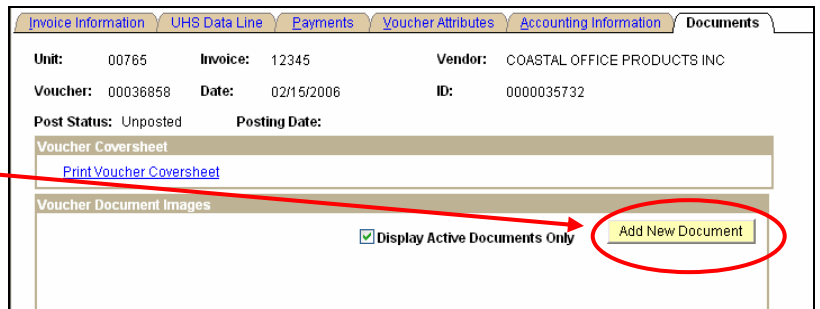 Invoice Information UHS Data Line Payments Voucher Attributes Accounting Information Documents
Unit: 00765 Invoice: 12345 Vendor: COASTAL OFFICE PRODUCTS INC
Voucher: 00036858 Date: 02/15/2006 ID: 0000035732
Post Status: Unposted Posting Date:
Voucher Coversheet
Print Voucher Coversheet
Voucher Document Images
Display Active Documents Only Add New Document